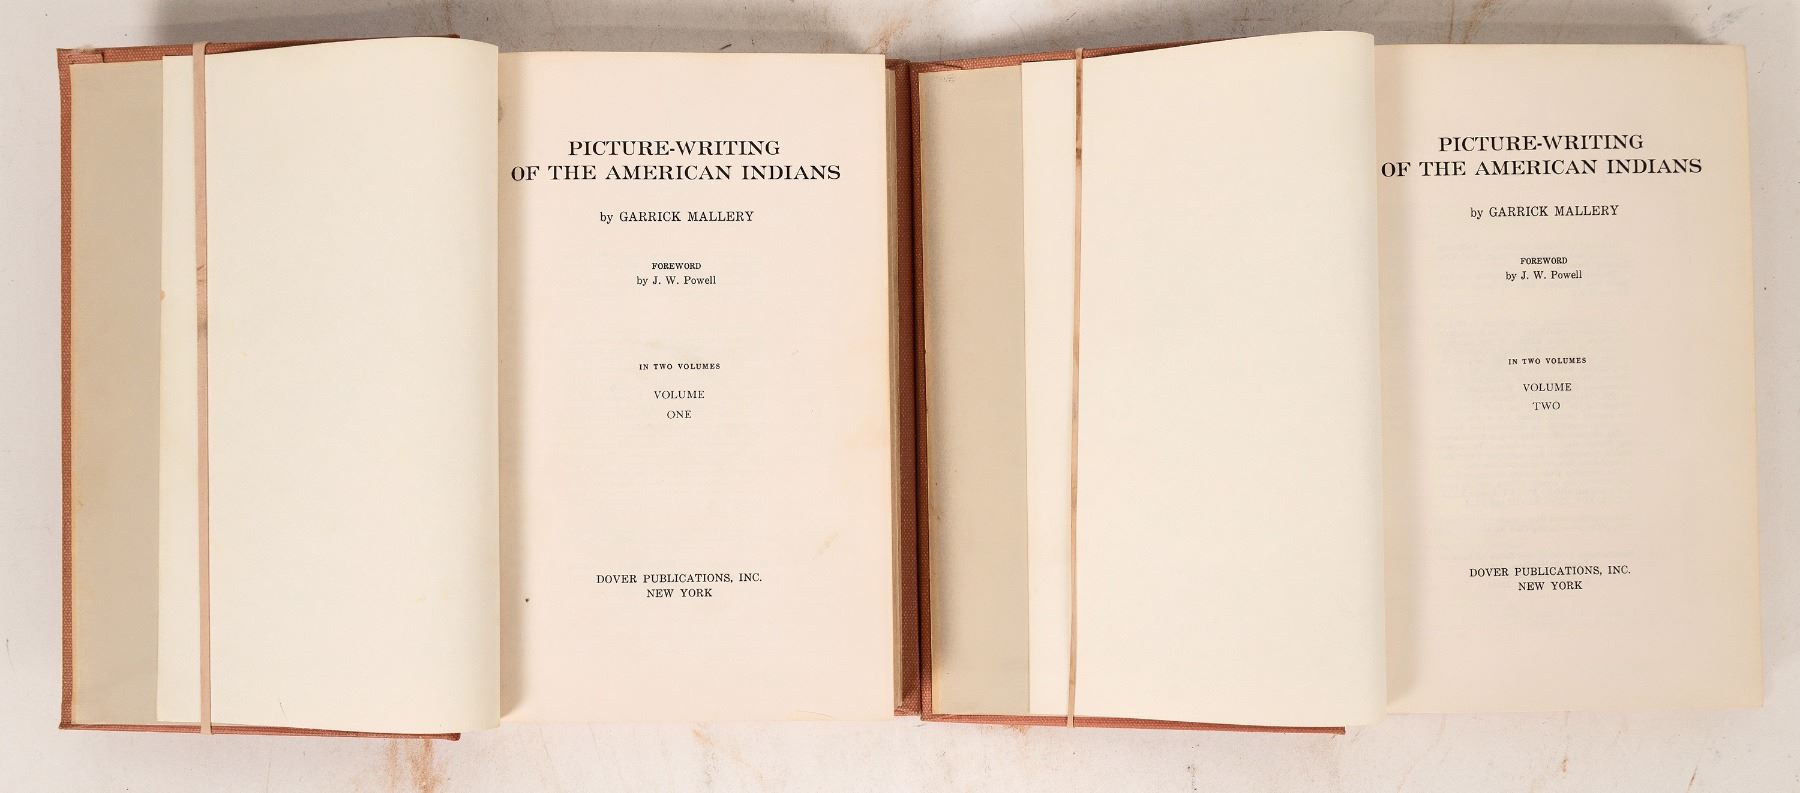 PICTURE-WRITING
OF THE AMERICAN INDIANS
by GARRICK MALLERY
FOREWORD
by J. W. Powell
IN TWO VOLUMES
VOLUME
ONE
DOVER PUBLICATIONS, INC.
NEW YORK
PICTURE-WRITING
OF THE AMERICAN INDIANS
by GARRICK MALLERY
FOREWORD
by J. W. Powell
IN TWO VOLUMES
VOLUME
TWO
DOVER PUBLICATIONS, INC.
NEW YORK